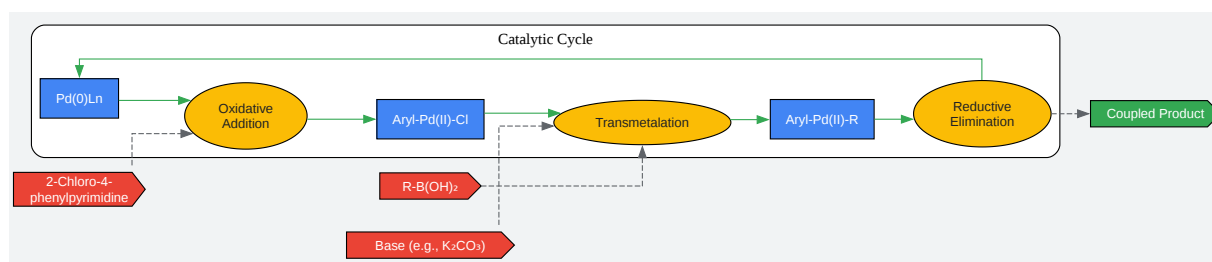 Catalytic Cycle
Pd(0)Ln
Oxidative
Addition
Aryl-Pd(II)-Cl
Transmetalation
Aryl-Pd(II)-R
Reductive
Elimination
Coupled Product
2-Chloro-4-
phenylpyrimidine
R-B(OH)₂
Base (e.g., K₂CO₃)